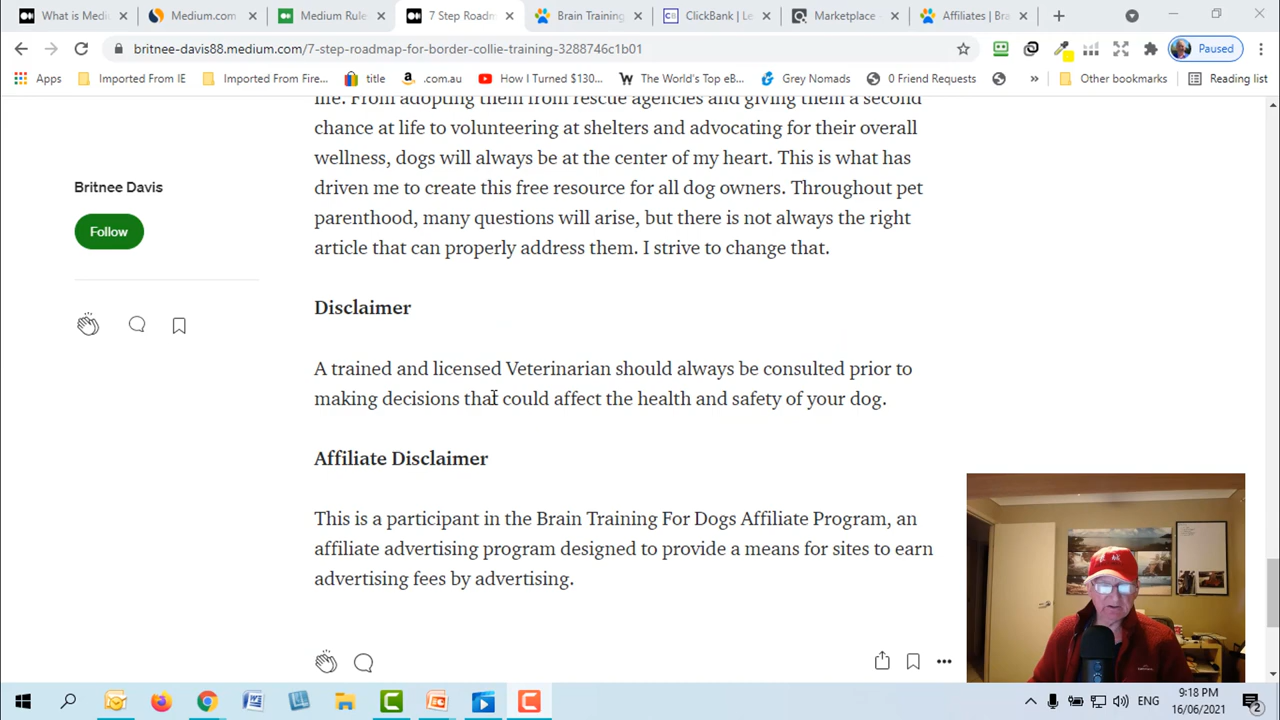 What is Medi
Medium.com
Medium Rule
7 Step Roadm
Brain Training
ClickBank | Le
Marketplace -
Affiliates | Bra
britnee-davis88.medium.com/7-step-roadmap-for-border-collie-training-3288746c1b01
Paused
Apps
Imported From IE
Imported From Fire...
title
.com.au
How I Turned $130...
The World's Top eB...
Grey Nomads
0 Friend Requests
Other bookmarks
Reading list
life. From adopting them from rescue agencies and giving them a second
chance at life to volunteering at shelters and advocating for their overall
wellness, dogs will always be at the center of my heart. This is what has
driven me to create this free resource for all dog owners. Throughout pet
parenthood, many questions will arise, but there is not always the right
article that can properly address them. I strive to change that.
Britnee Davis
Follow
Disclaimer
A trained and licensed Veterinarian should always be consulted prior to
making decisions that could affect the health and safety of your dog.
Affiliate Disclaimer
This is a participant in the Brain Training For Dogs Affiliate Program, an
affiliate advertising program designed to provide a means for sites to earn
advertising fees by advertising.
ENG
9:18 PM
16/06/2021
2